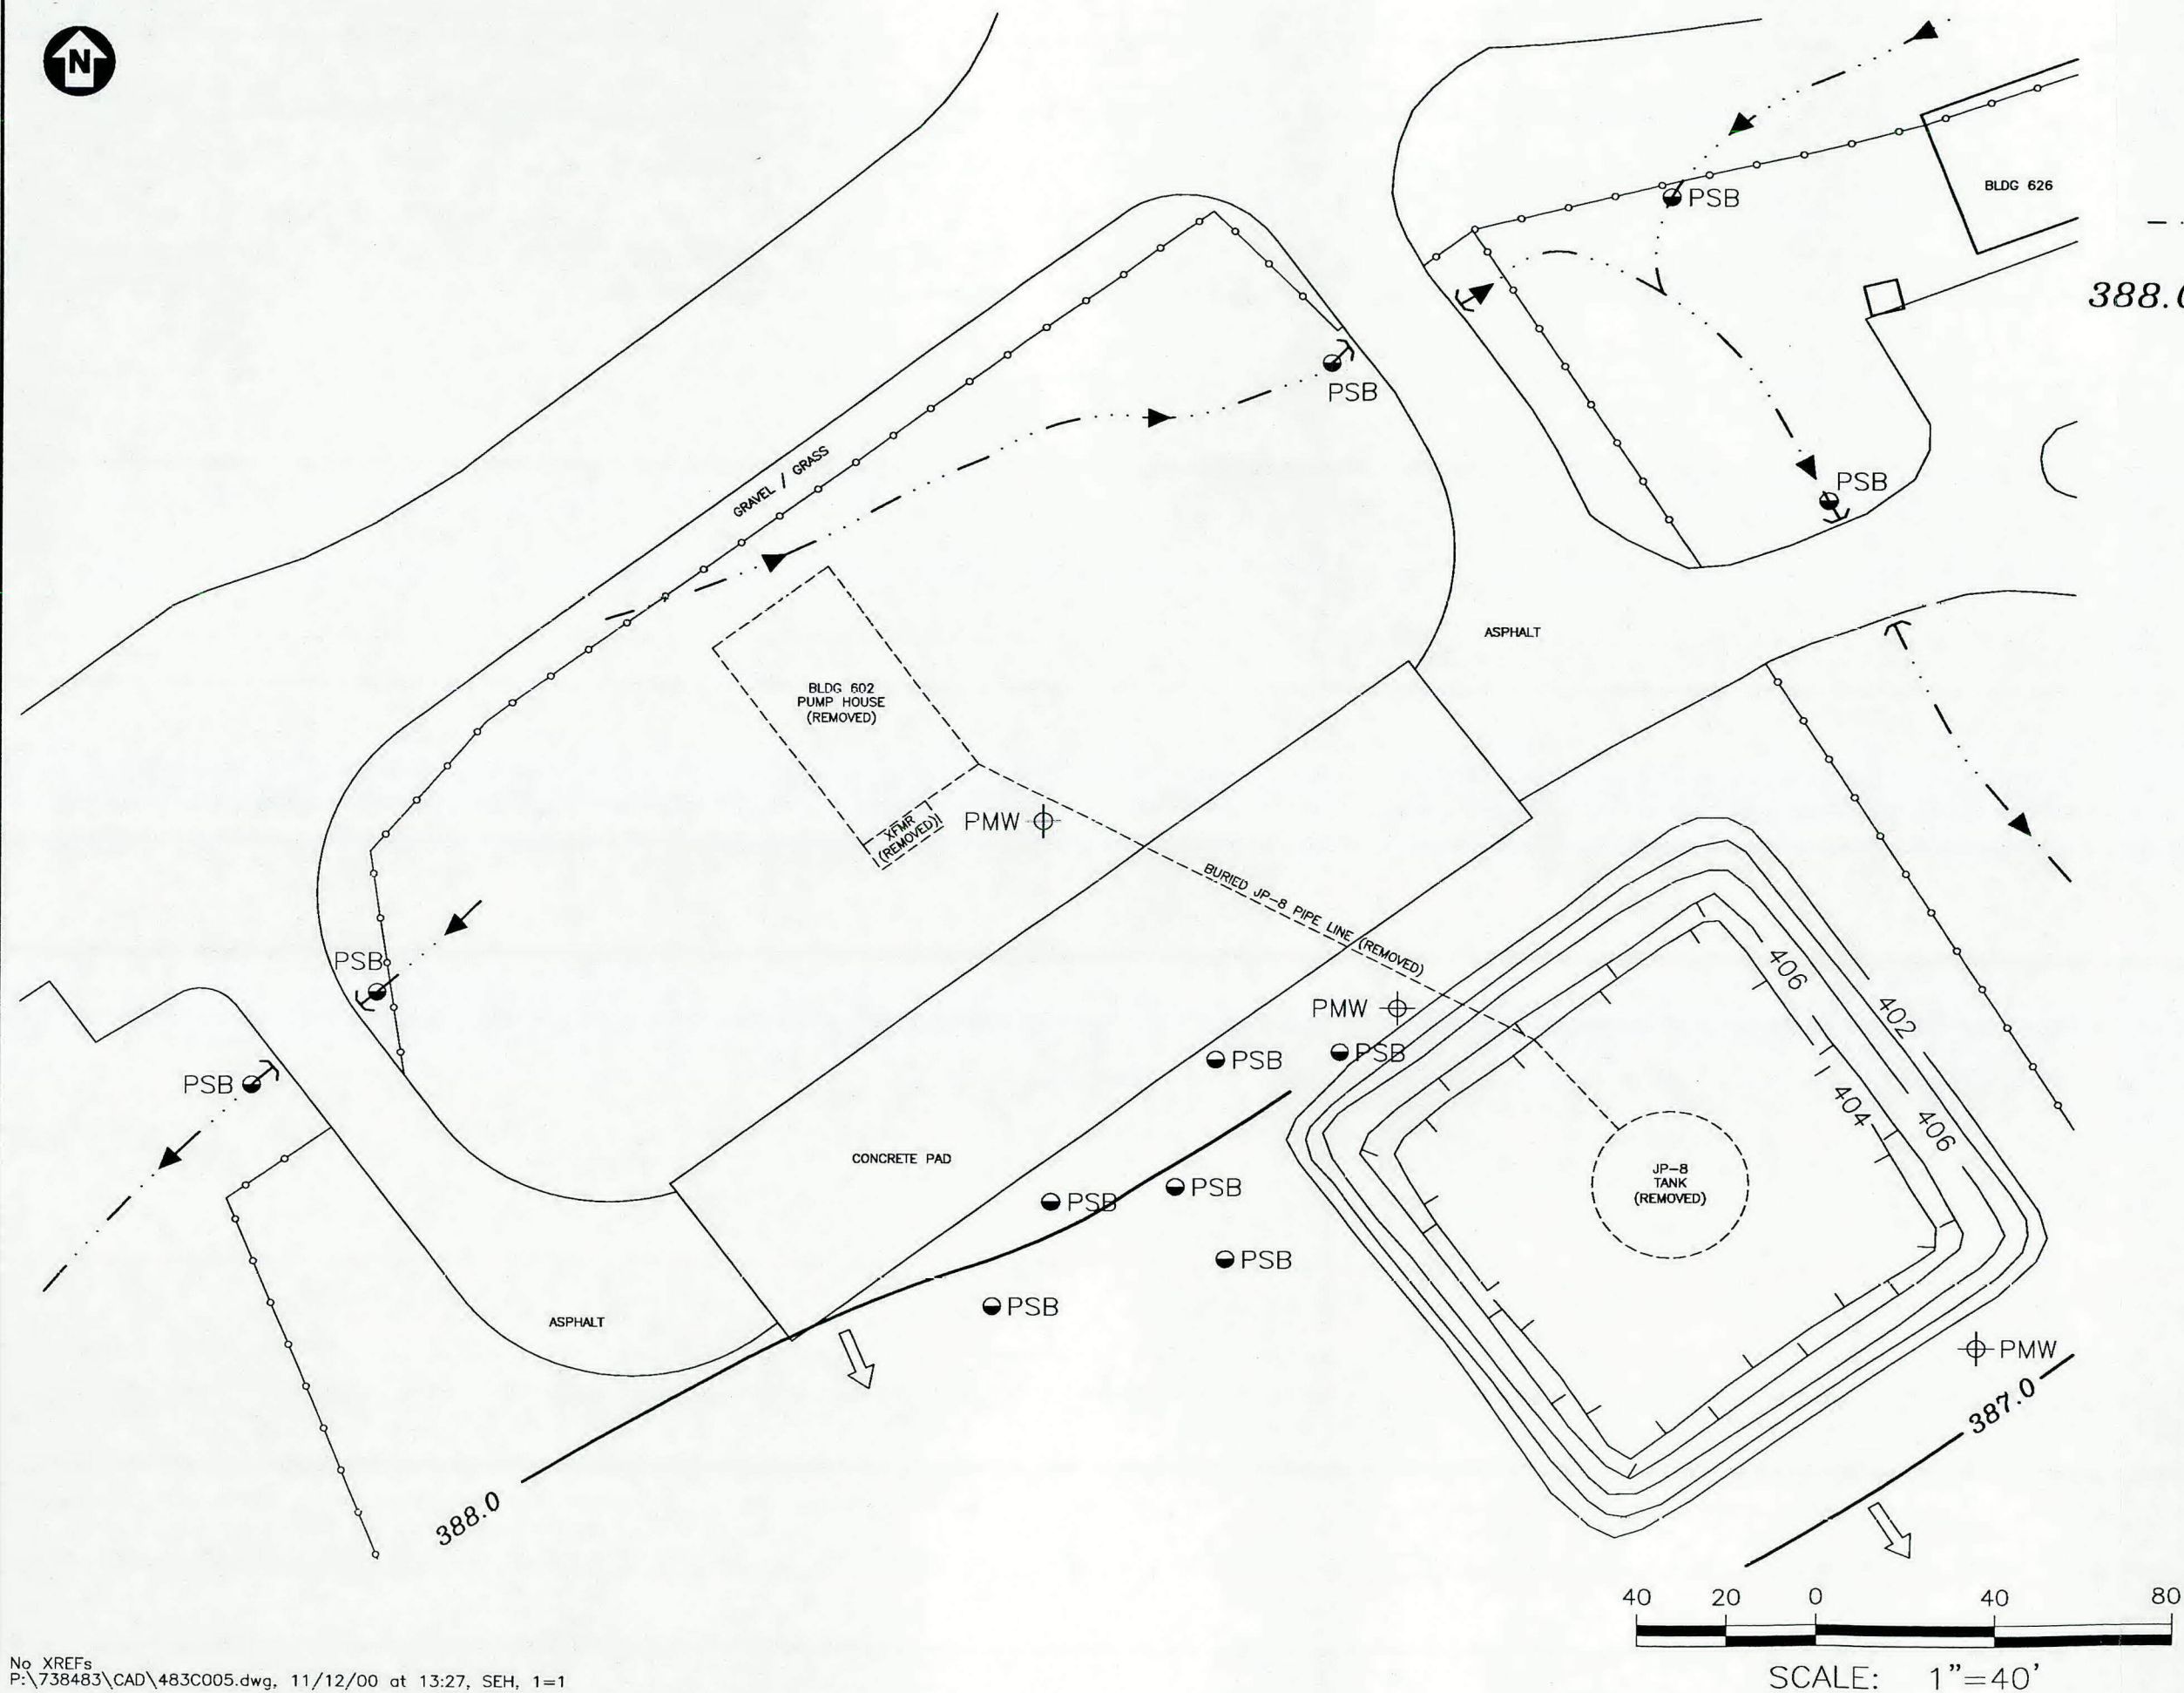 N
BLDG 626
PSB
388.0
PSB
PSB
GRAVEL / GRASS
ASPHALT
BLDG 602
PUMP HOUSE
(REMOVED)
XFMR
(REMOVED)
PMW
BURIED JP-8 PIPE LINE (REMOVED)
PSB
406
402
PMW
PSB
PSB
PSB
404
406
CONCRETE PAD
JP-8
TANK
(REMOVED)
PSB
PSB
PSB
PSB
ASPHALT
PMW
387.0
388.0
40 20 0 40 80
SCALE: 1"=40'
No XREFs
P:\738483\CAD\483C005.dwg, 11/12/00 at 13:27, SEH, 1=1